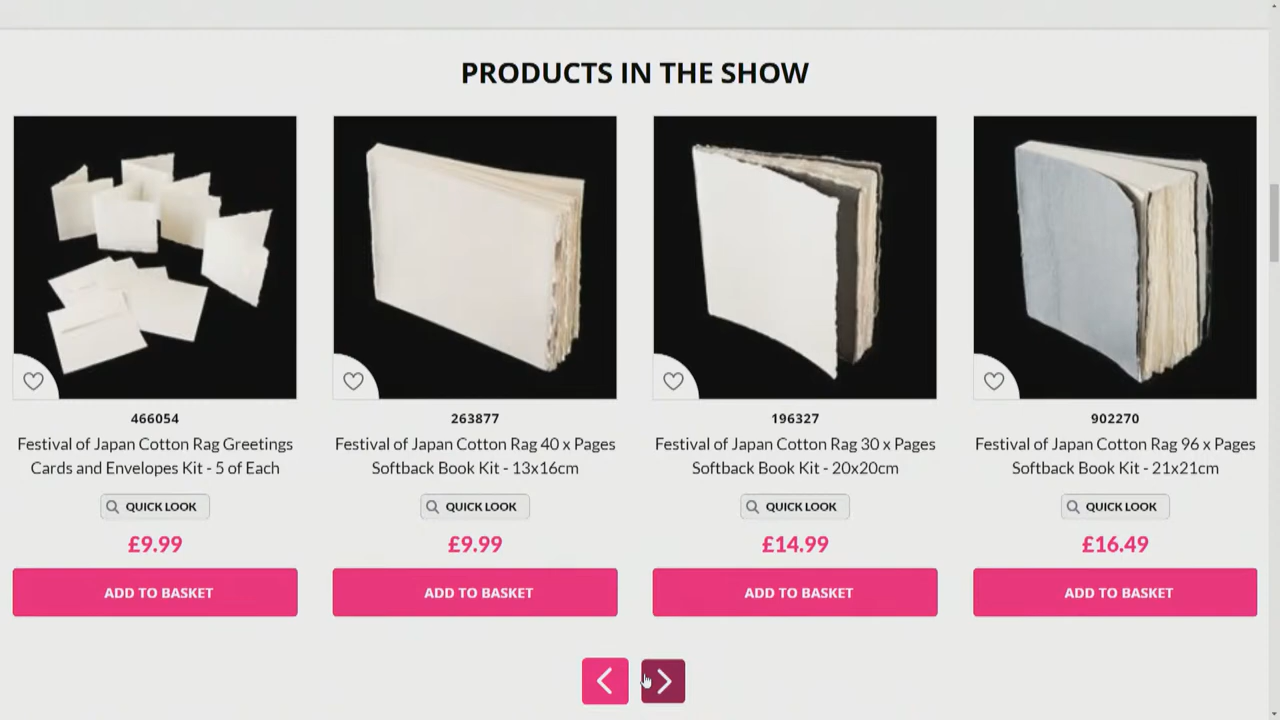 PRODUCTS IN THE SHOW
466054
Festival of Japan Cotton Rag Greetings
Cards and Envelopes Kit - 5 of Each
QUICK LOOK
£9.99
ADD TO BASKET
263877
Festival of Japan Cotton Rag 40 x Pages
Softback Book Kit - 13x16cm
QUICK LOOK
£9.99
ADD TO BASKET
196327
Festival of Japan Cotton Rag 30 x Pages
Softback Book Kit - 20x20cm
QUICK LOOK
£14.99
ADD TO BASKET
902270
Festival of Japan Cotton Rag 96 x Pages
Softback Book Kit - 21x21cm
QUICK LOOK
£16.49
ADD TO BASKET